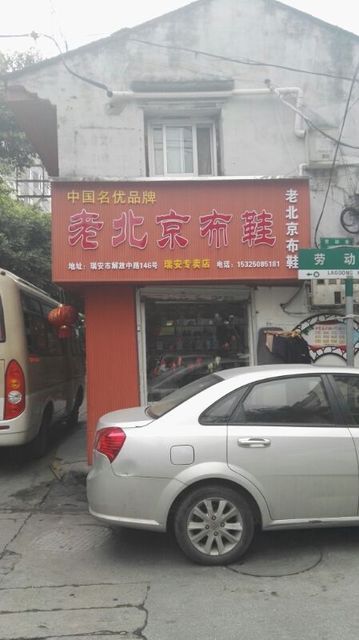 中国名优品牌
老北京布鞋
老北京布鞋
地址：瑞安市解放中路146号 瑞安专卖店 电话：15325085181
劳动